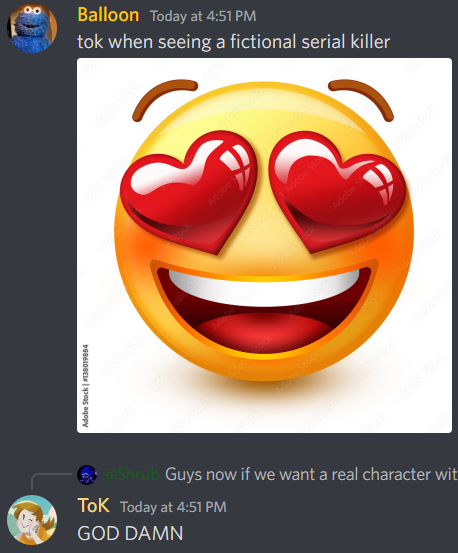 Balloon Today at 4:51 PM
tok when seeing a fictional serial killer
Adobe Stock | #138019884
@Shrub Guys now if we want a real character wit
ToK Today at 4:51 PM
GOD DAMN